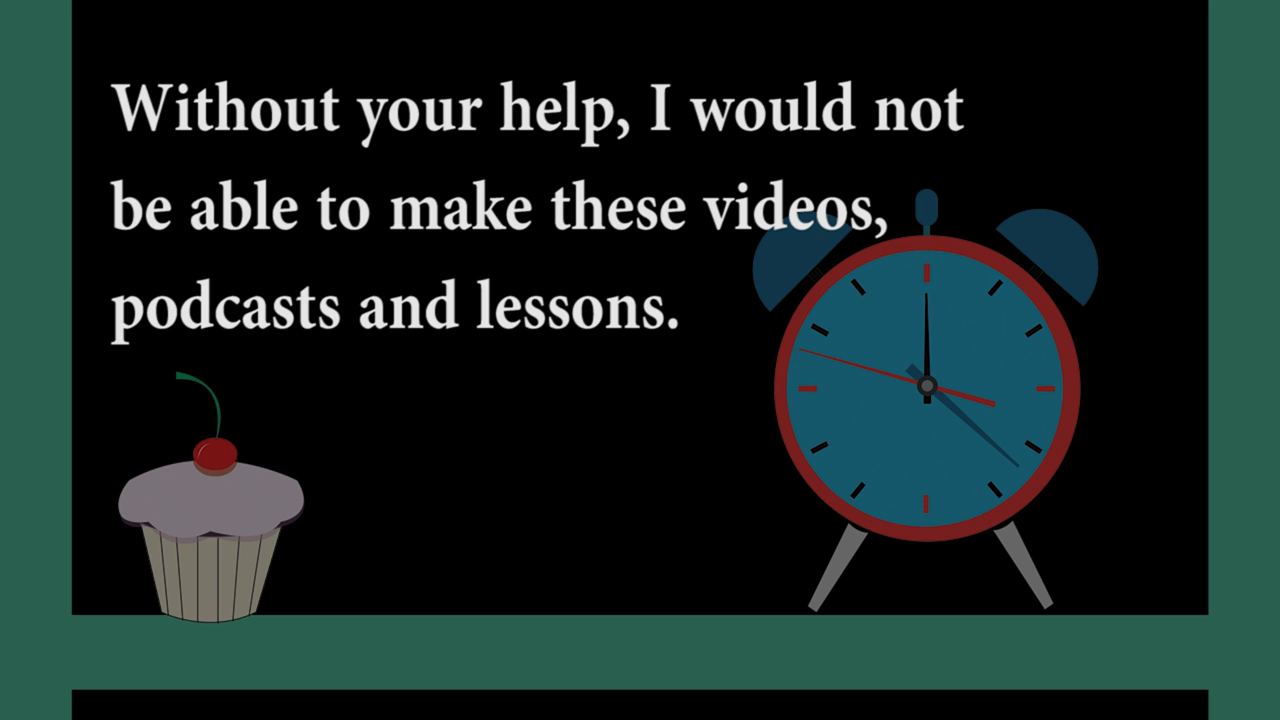 Without your help, I would not
be able to make these videos,
podcasts and lessons.